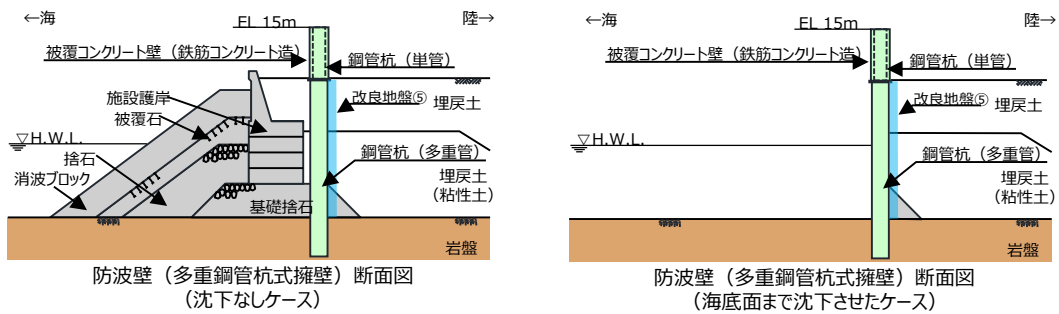 ←海
陸→
EL 15m
被覆コンクリート壁（鉄筋コンクリート造）
鋼管杭（単管）
施設護岸
改良地盤⑤
埋戻土
被覆石
▽H.W.L.
捨石
鋼管杭（多重管）
消波ブロック
埋戻土
（粘性土）
基礎捨石
岩盤
防波壁（多重鋼管杭式擁壁）断面図
（沈下なしケース）
←海
陸→
EL 15m
被覆コンクリート壁（鉄筋コンクリート造）
鋼管杭（単管）
改良地盤⑤
埋戻土
▽H.W.L.
鋼管杭（多重管）
埋戻土
（粘性土）
岩盤
防波壁（多重鋼管杭式擁壁）断面図
（海底面まで沈下させたケース）